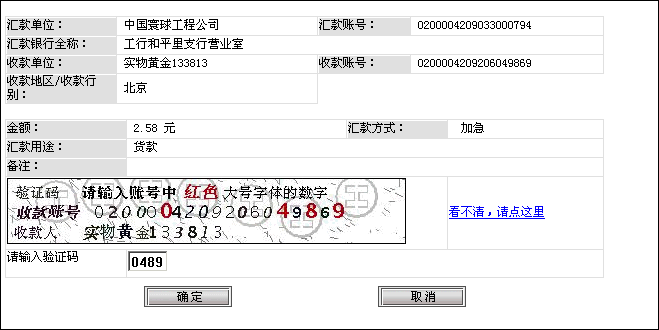 汇款单位： 中国寰球工程公司 汇款账号： 0200004209033000794
汇款银行全称： 工行和平里支行营业室
收款单位： 实物黄金133813 收款账号： 0200004209206049869
收款地区/收款行
别： 北京
金额： 2.58 元 汇款方式： 加急
汇款用途： 货款
备注：
验证码 请输入账号中 红色 大号字体的数字
收款账号 0200004209206049869
收款人 实物黄金133813
看不清，请点这里
请输入验证码 0489
确定 取消